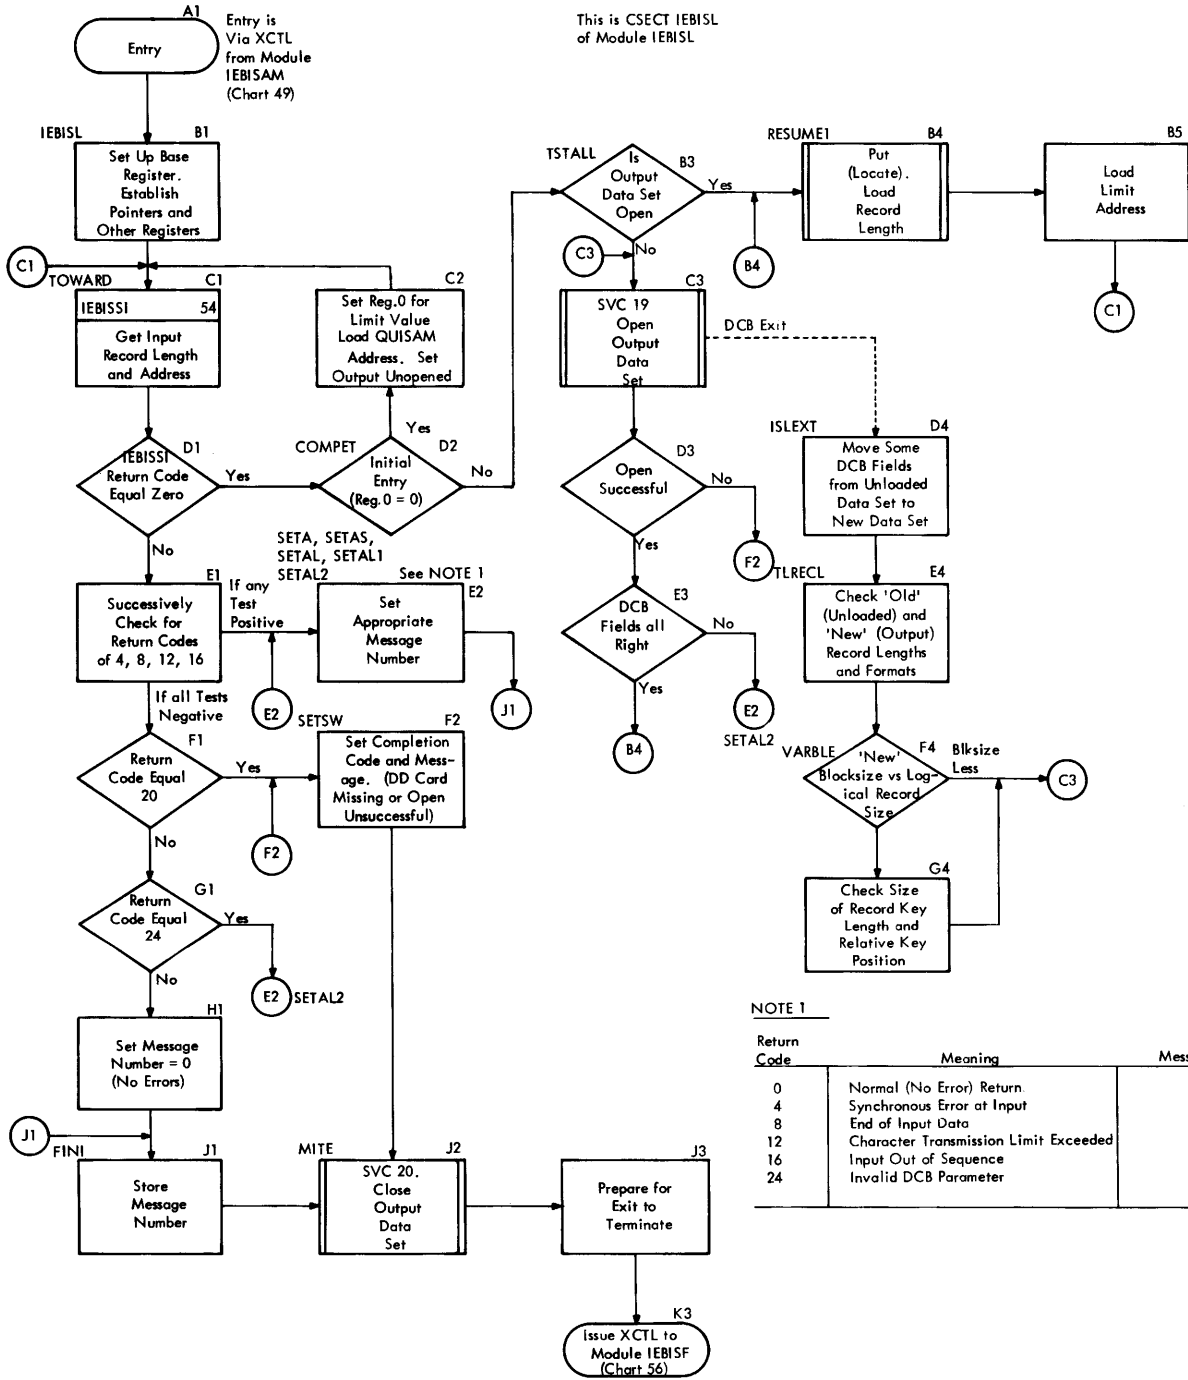 A1
Entry
Entry is
Via XCTL
from Module
IEBISAM
(Chart 49)
This is CSECT IEBISL
of Module IEBISL
IEBISL
B1
Set Up Base
Register.
Establish
Pointers and
Other Registers
TSTALL
B3
Is
Output
Data Set
Open
Yes
No
RESUME1
B4
Put
(Locate).
Load
Record
Length
B5
Load
Limit
Address
C1
TOWARD
C1
IEBISSI 54
Get Input
Record Length
and Address
C2
Set Reg.0 for
Limit Value
Load QUISAM
Address. Set
Output Unopened
C3
B4
C1
C3
SVC 19
Open
Output
Data
Set
DCB Exit
D1
IEBISSI
Return Code
Equal Zero
Yes
No
COMPET
D2
Initial
Entry
(Reg.0 = 0)
Yes
No
D3
Open
Successful
No
Yes
F2
ISLEXT
D4
Move Some
DCB Fields
from Unloaded
Data Set to
New Data Set
E1
Successively
Check for
Return Codes
of 4, 8, 12, 16
If any
Test
Positive
If all Tests
Negative
SETA, SETAS,
SETAL, SETAL1
SETAL2
See NOTE 1
E2
Set
Appropriate
Message
Number
E2
J1
E3
DCB
Fields all
Right
No
Yes
E2
SETAL2
B4
TLRECL
E4
Check 'Old'
(Unloaded) and
'New' (Output)
Record Lengths
and Formats
F1
Return
Code Equal
20
Yes
No
SETSW
F2
Set Completion
Code and Mess-
age. (DD Card
Missing or Open
Unsuccessful)
F2
VARBLE
F4
'New'
Blocksize vs Log-
ical Record
Size
Blksize
Less
C3
G1
Return
Code Equal
24
Yes
No
E2
SETAL2
G4
Check Size
of Record Key
Length and
Relative Key
Position
H1
Set Message
Number = 0
(No Errors)
J1
FINI
J1
Store
Message
Number
MITE
J2
SVC 20.
Close
Output
Data
Set
J3
Prepare for
Exit to
Terminate
K3
Issue XCTL to
Module IEBISF
(Chart 56)
NOTE 1
Return
Code Meaning Mess
0 Normal (No Error) Return
4 Synchronous Error at Input
8 End of Input Data
12 Character Transmission Limit Exceeded
16 Input Out of Sequence
24 Invalid DCB Parameter